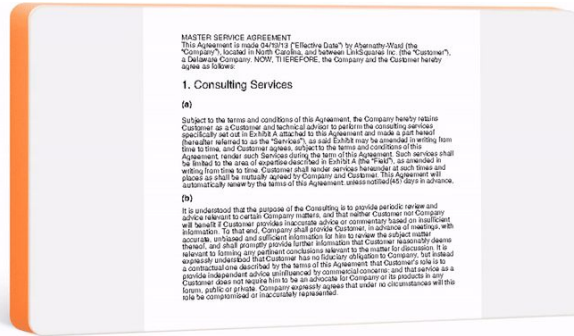 MASTER SERVICE AGREEMENT
This Agreement is made 04/19/13 ("Effective Date") by Abernathy-Ward (the
"Company"), located in North Carolina, and between LinkSquares Inc. (the "Customer"),
a Delaware Company. NOW, THEREFORE, the Company and the Customer hereby
agree as follows:
1. Consulting Services
(a)
Subject to the terms and conditions of this Agreement, the Company hereby retains
Customer as a Customer and technical advisor to perform the consulting services
specifically set out in Exhibit A attached to this Agreement and made a part hereof
(hereafter referred to as the "Services"), as said Exhibit may be amended in writing from
time to time, and Customer agrees, subject to the terms and conditions of this
Agreement, render such Services during the term of this Agreement. Such services shall
be limited to the area of expertise described in Exhibit A (the "Field"), as amended in
writing from time to time. Customer shall render services hereunder at such times and
places as shall be mutually agreed by Company and Customer. This Agreement will
automatically renew by the terms of this Agreement. unless notified(45) days in advance.
(b)
It is understood that the purpose of the Consulting is to provide periodic review and
advice relevant to certain Company matters, and that neither Customer nor Company
will benefit if Customer provides inaccurate advice or commentary based on insufficient
information. To that end, Company shall provide Customer, in advance of meetings, with
accurate, unbiased and sufficient information for him to review the subject matter
thereof, and shall promptly provide further information that Customer reasonably deems
relevant to forming any pertinent conclusions relevant to the matter for discussion. It is
expressly understood that Customer has no fiduciary obligation to Company, but instead
a contractual one described by the terms of this Agreement; that Customer's role is to
provide independent advice uninfluenced by commercial concerns; and that service as a
Customer does not require him to be an advocate for Company or its products in any
forum, public or private. Company expressly agrees that under no circumstances will this
role be compromised or inaccurately represented.